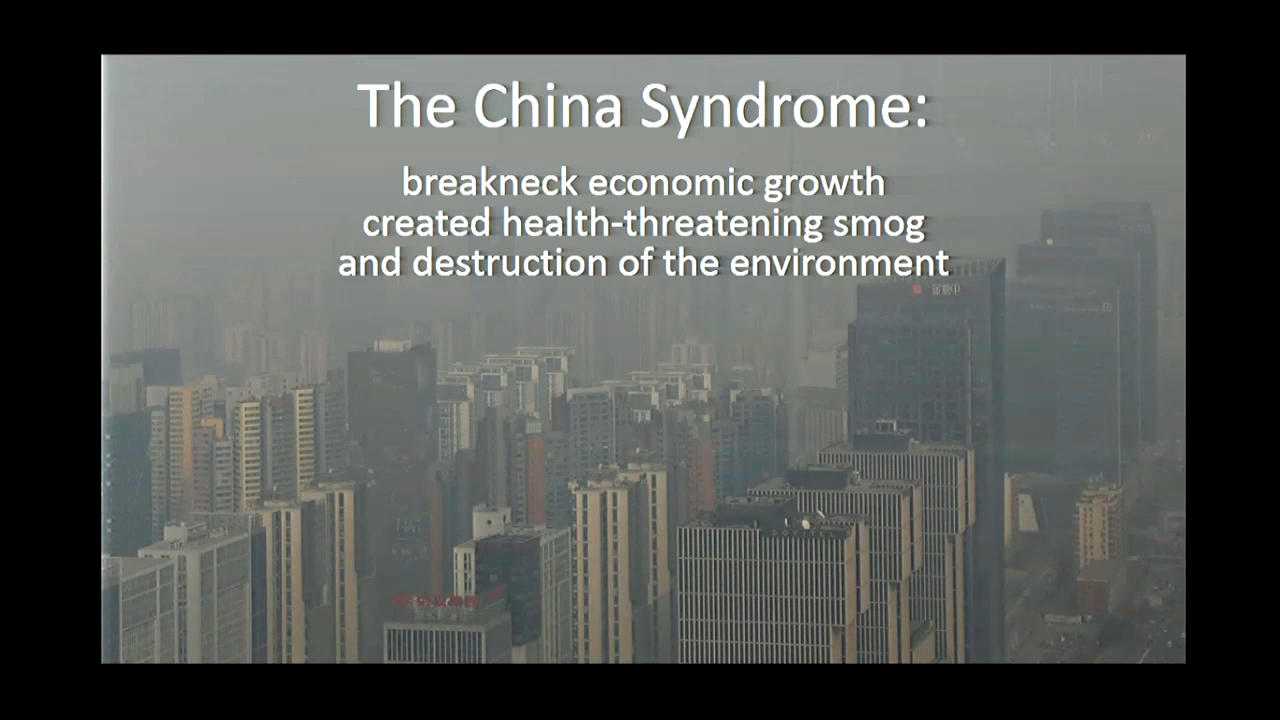 The China Syndrome:
breakneck economic growth
created health-threatening smog
and destruction of the environment